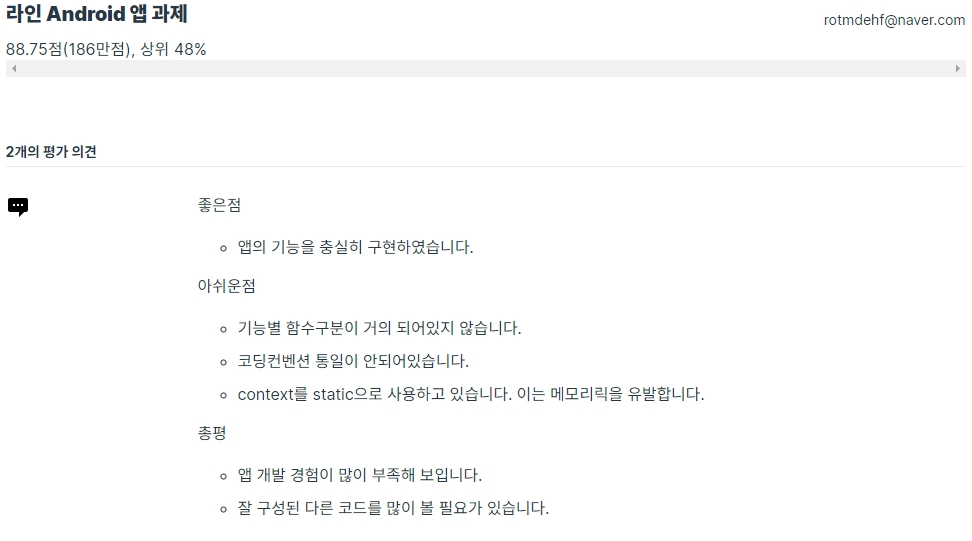 라인 Android 앱 과제
rotmdehf@naver.com
88.75점(186만점), 상위 48%
2개의 평가 의견
좋은점
앱의 기능을 충실히 구현하였습니다.
아쉬운점
기능별 함수구분이 거의 되어있지 않습니다.
코딩컨벤션 통일이 안되어있습니다.
context를 static으로 사용하고 있습니다. 이는 메모리릭을 유발합니다.
총평
앱 개발 경험이 많이 부족해 보입니다.
잘 구성된 다른 코드를 많이 볼 필요가 있습니다.